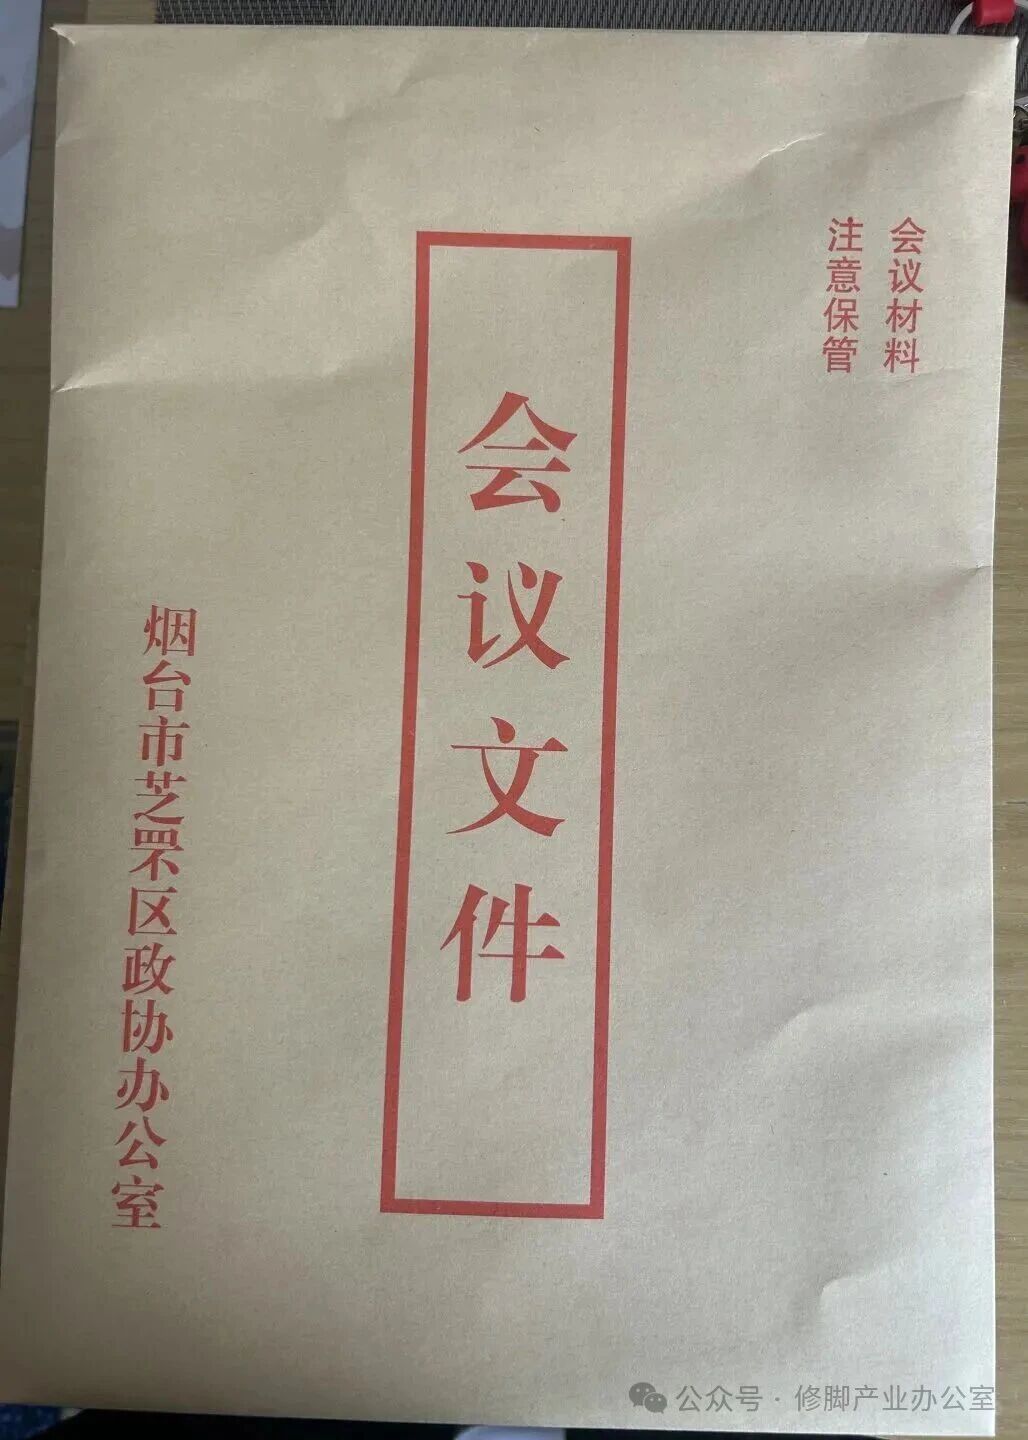 会议材料
注意保管
会议文件
烟台市芝罘区政协办公室
公众号·修脚产业办公室